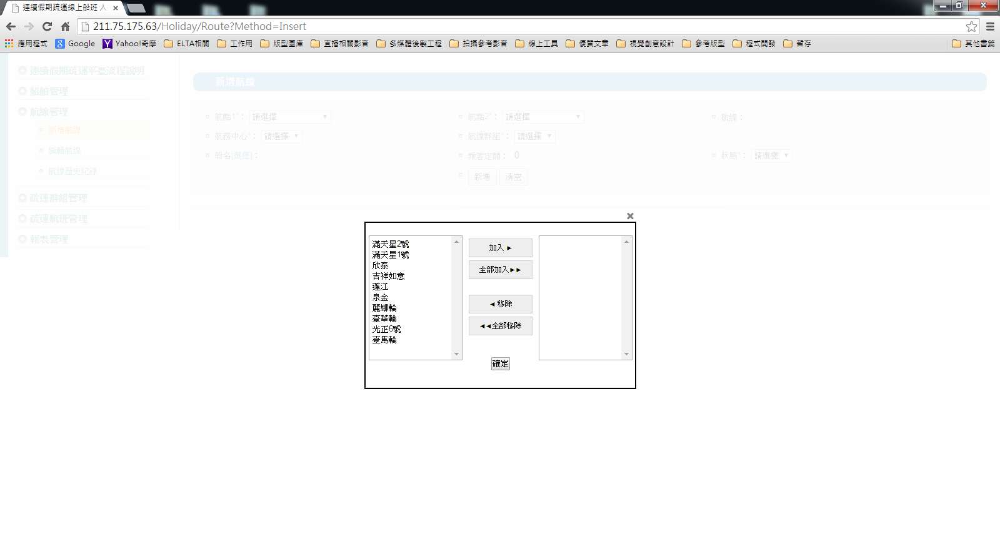 連續假期疏運線上船班 人
211.75.175.63/Holiday/Route?Method=Insert
應用程式 Google Yahoo!奇摩 ELTA相關 工作用 版型圖庫 直播相關影音 多媒體後製工程 拍攝參考影音 線上工具 優質文章 視覺創意設計 參考版型 程式開發 暫存 其他書籤
連續假期疏運平臺流程說明
船舶管理
航線管理
新增航線
編輯航線
航線歷史紀錄
疏運群組管理
疏運航班管理
報表管理
新增航線
航點1*： 請選擇 航點2*： 請選擇 航線：
航務中心*： 請選擇 航線群組*： 請選擇
船名[選擇]： 乘客定額： 0 狀態*： 請選擇
新增 清空
滿天星2號
滿天星1號
欣泰
吉祥如意
蓬江
泉金
麗娜輪
臺華輪
光正6號
臺馬輪
加入 ►
全部加入►►
◄ 移除
◄◄全部移除
確定